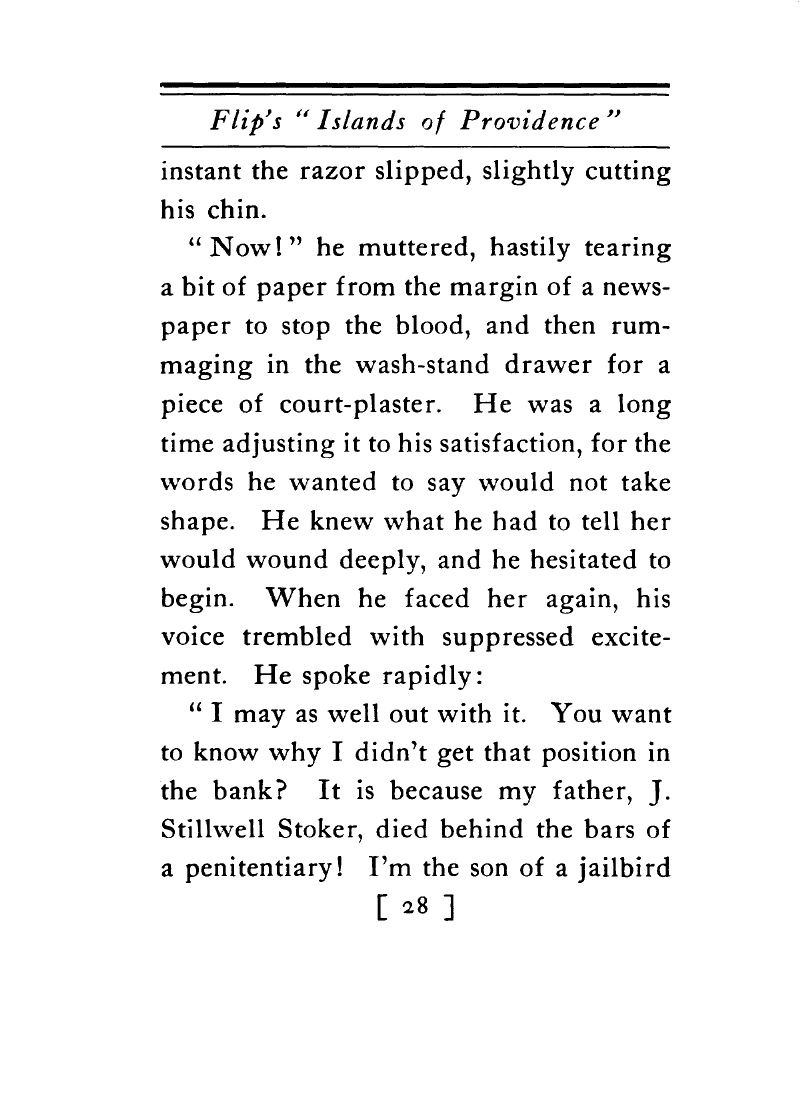 Flip's "Islands of Providence"
instant the razor slipped, slightly cutting
his chin.
"Now!" he muttered, hastily tearing
a bit of paper from the margin of a news-
paper to stop the blood, and then rum-
maging in the wash-stand drawer for a
piece of court-plaster. He was a long
time adjusting it to his satisfaction, for the
words he wanted to say would not take
shape. He knew what he had to tell her
would wound deeply, and he hesitated to
begin. When he faced her again, his
voice trembled with suppressed excite-
ment. He spoke rapidly:
"I may as well out with it. You want
to know why I didn't get that position in
the bank? It is because my father, J.
Stillwell Stoker, died behind the bars of
a penitentiary! I'm the son of a jailbird
[ 28 ]